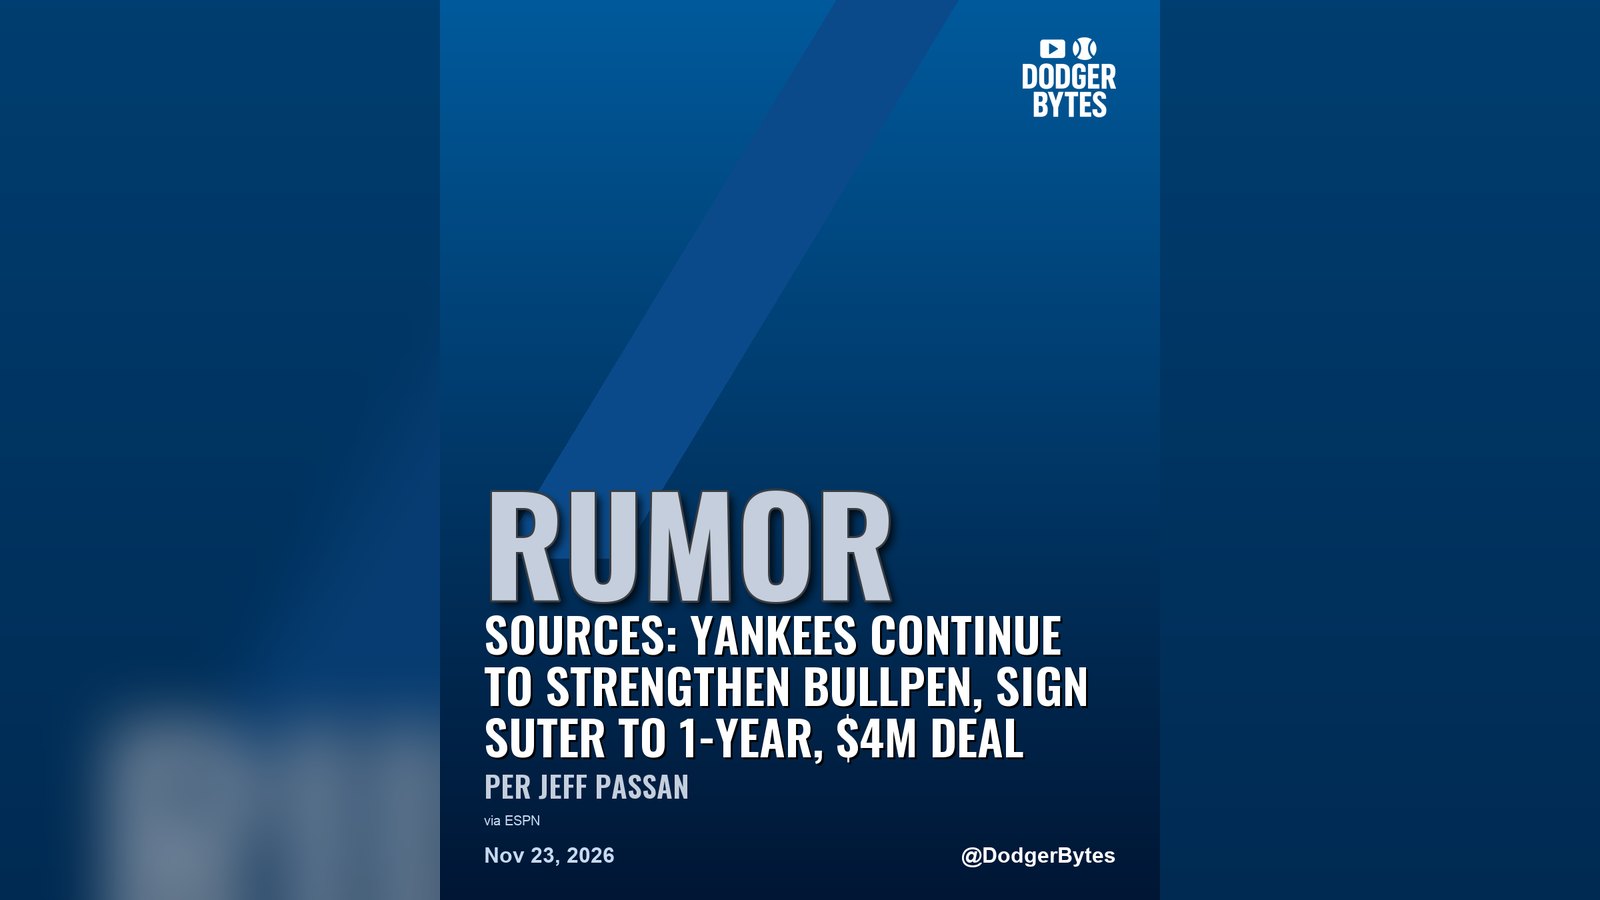 DODGER
BYTES
RUMOR
SOURCES: YANKEES CONTINUE
TO STRENGTHEN BULLPEN, SIGN
SUTER TO 1-YEAR, $4M DEAL
PER JEFF PASSAN
via ESPN
Nov 23, 2026
@DodgerBytes